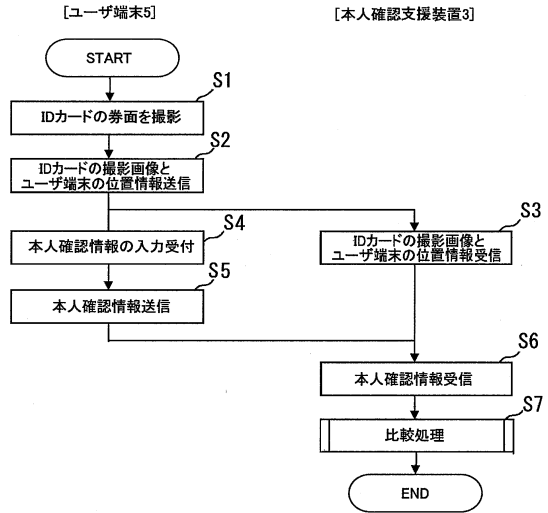 [ユーザ端末5]
[本人確認支援装置3]
START
S1
IDカードの券面を撮影
S2
IDカードの撮影画像と
ユーザ端末の位置情報送信
S3
IDカードの撮影画像と
ユーザ端末の位置情報受信
S4
本人確認情報の入力受付
S5
本人確認情報送信
S6
本人確認情報受信
S7
比較処理
END